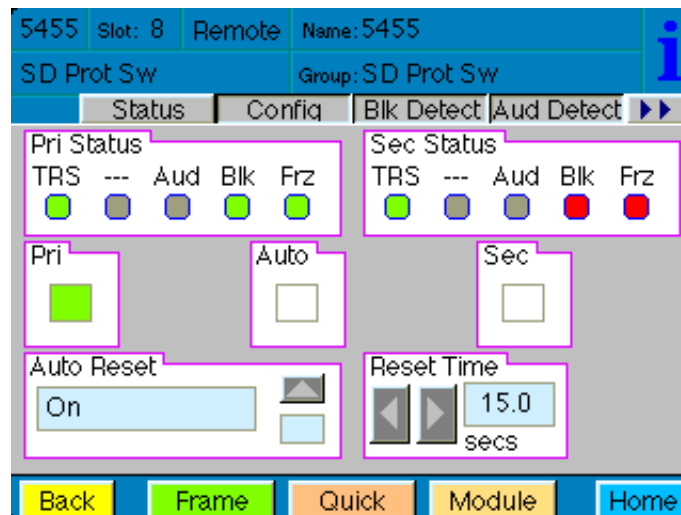 5455 Slot: 8 Remote Name:5455
SD Prot Sw Group:SD Prot Sw
i
Status Config Blk Detect Aud Detect
Pri Status Sec Status
TRS --- Aud Blk Frz TRS --- Aud Blk Frz
Pri Auto Sec
Auto Reset Reset Time
On 15.0
secs
Back Frame Quick Module Home